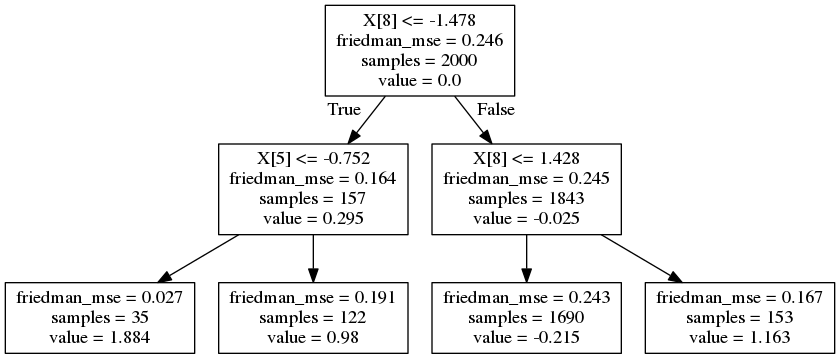 X[8] <= -1.478
friedman_mse = 0.246
samples = 2000
value = 0.0
True
False
X[5] <= -0.752
friedman_mse = 0.164
samples = 157
value = 0.295
X[8] <= 1.428
friedman_mse = 0.245
samples = 1843
value = -0.025
friedman_mse = 0.027
samples = 35
value = 1.884
friedman_mse = 0.191
samples = 122
value = 0.98
friedman_mse = 0.243
samples = 1690
value = -0.215
friedman_mse = 0.167
samples = 153
value = 1.163